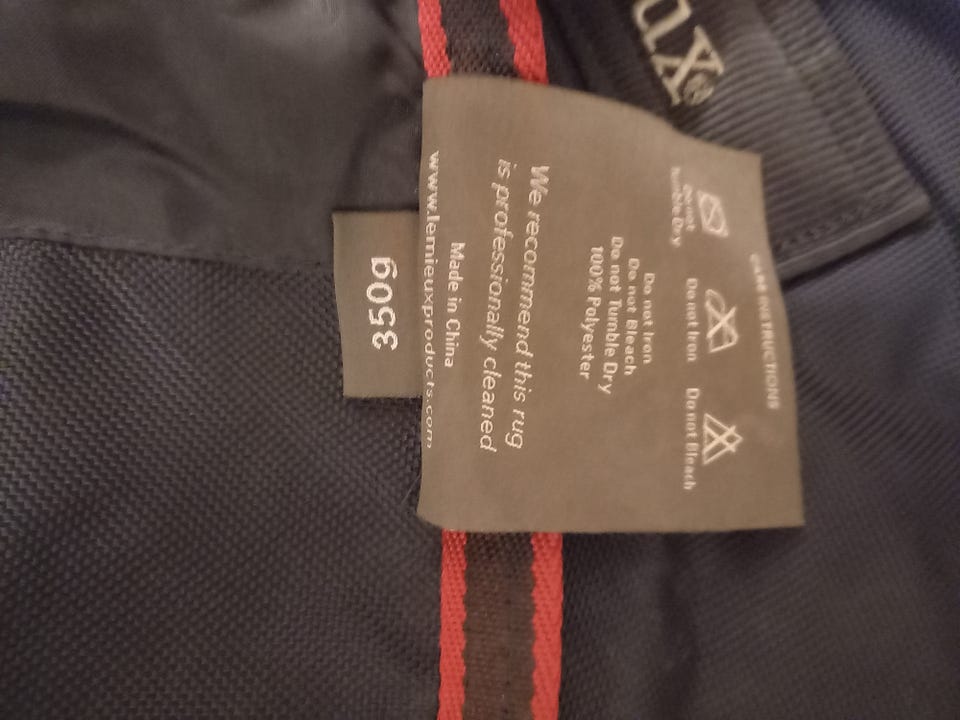 ux®
CARE INSTRUCTIONS
Do not
Tumble Dry
Do not Iron
Do not Bleach
Do not Iron
Do not Bleach
Do not Tumble Dry
100% Polyester
We recommend this rug
is professionally cleaned
Made in China
www.lemieuxproducts.com
350g